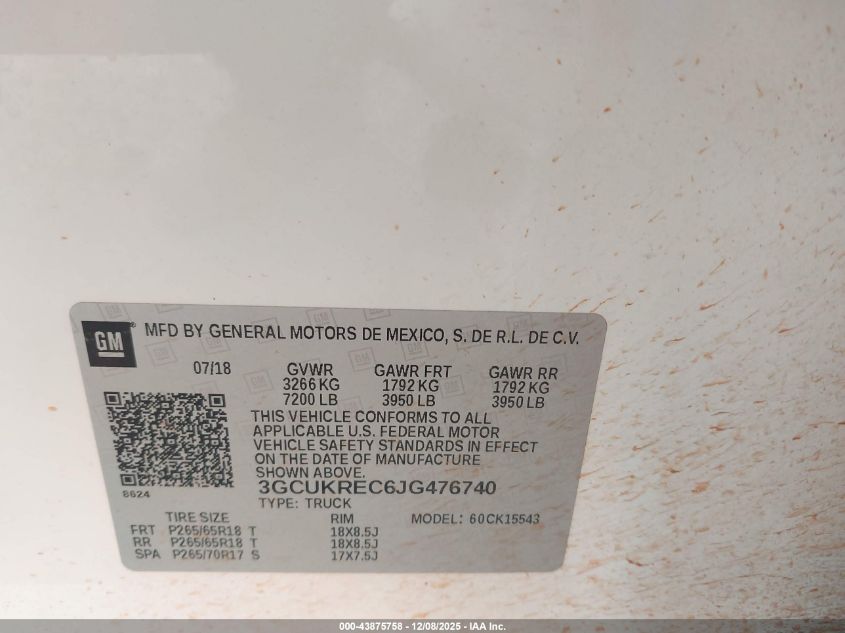 GM
MFD BY GENERAL MOTORS DE MEXICO, S. DE R.L. DE C.V.
07/18 GVWR GAWR FRT GAWR RR
3266 KG 1792 KG 1792 KG
7200 LB 3950 LB 3950 LB
THIS VEHICLE CONFORMS TO ALL
APPLICABLE U.S. FEDERAL MOTOR
VEHICLE SAFETY STANDARDS IN EFFECT
ON THE DATE OF MANUFACTURE
SHOWN ABOVE.
8624
3GCUKREC6JG476740
TYPE: TRUCK
TIRE SIZE RIM MODEL: 60CK15543
FRT P265/65R18 T 18X8.5J
RR P265/65R18 T 18X8.5J
SPA P265/70R17 S 17X7.5J
000-43875758 - 12/08/2025 - IAA Inc.